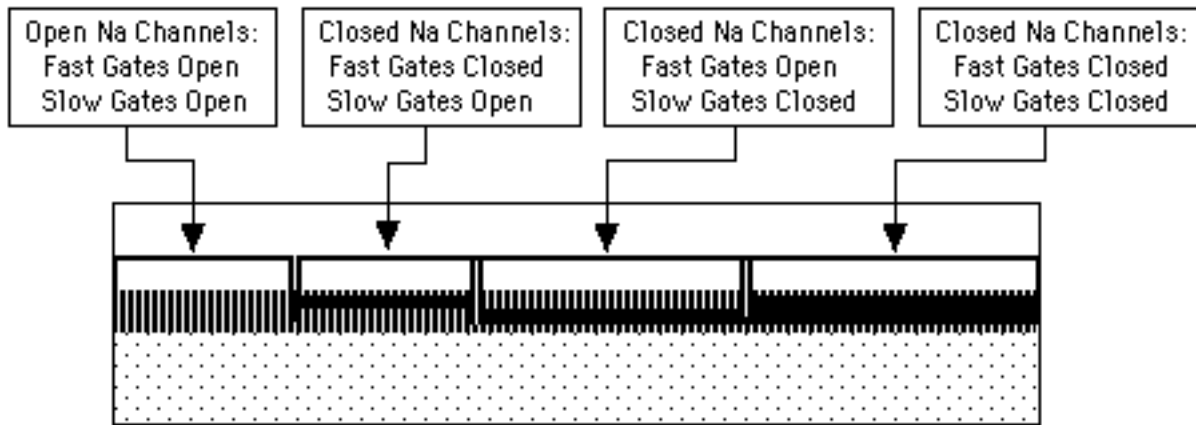 Open Na Channels:
Fast Gates Open
Slow Gates Open
Closed Na Channels:
Fast Gates Closed
Slow Gates Open
Closed Na Channels:
Fast Gates Open
Slow Gates Closed
Closed Na Channels:
Fast Gates Closed
Slow Gates Closed